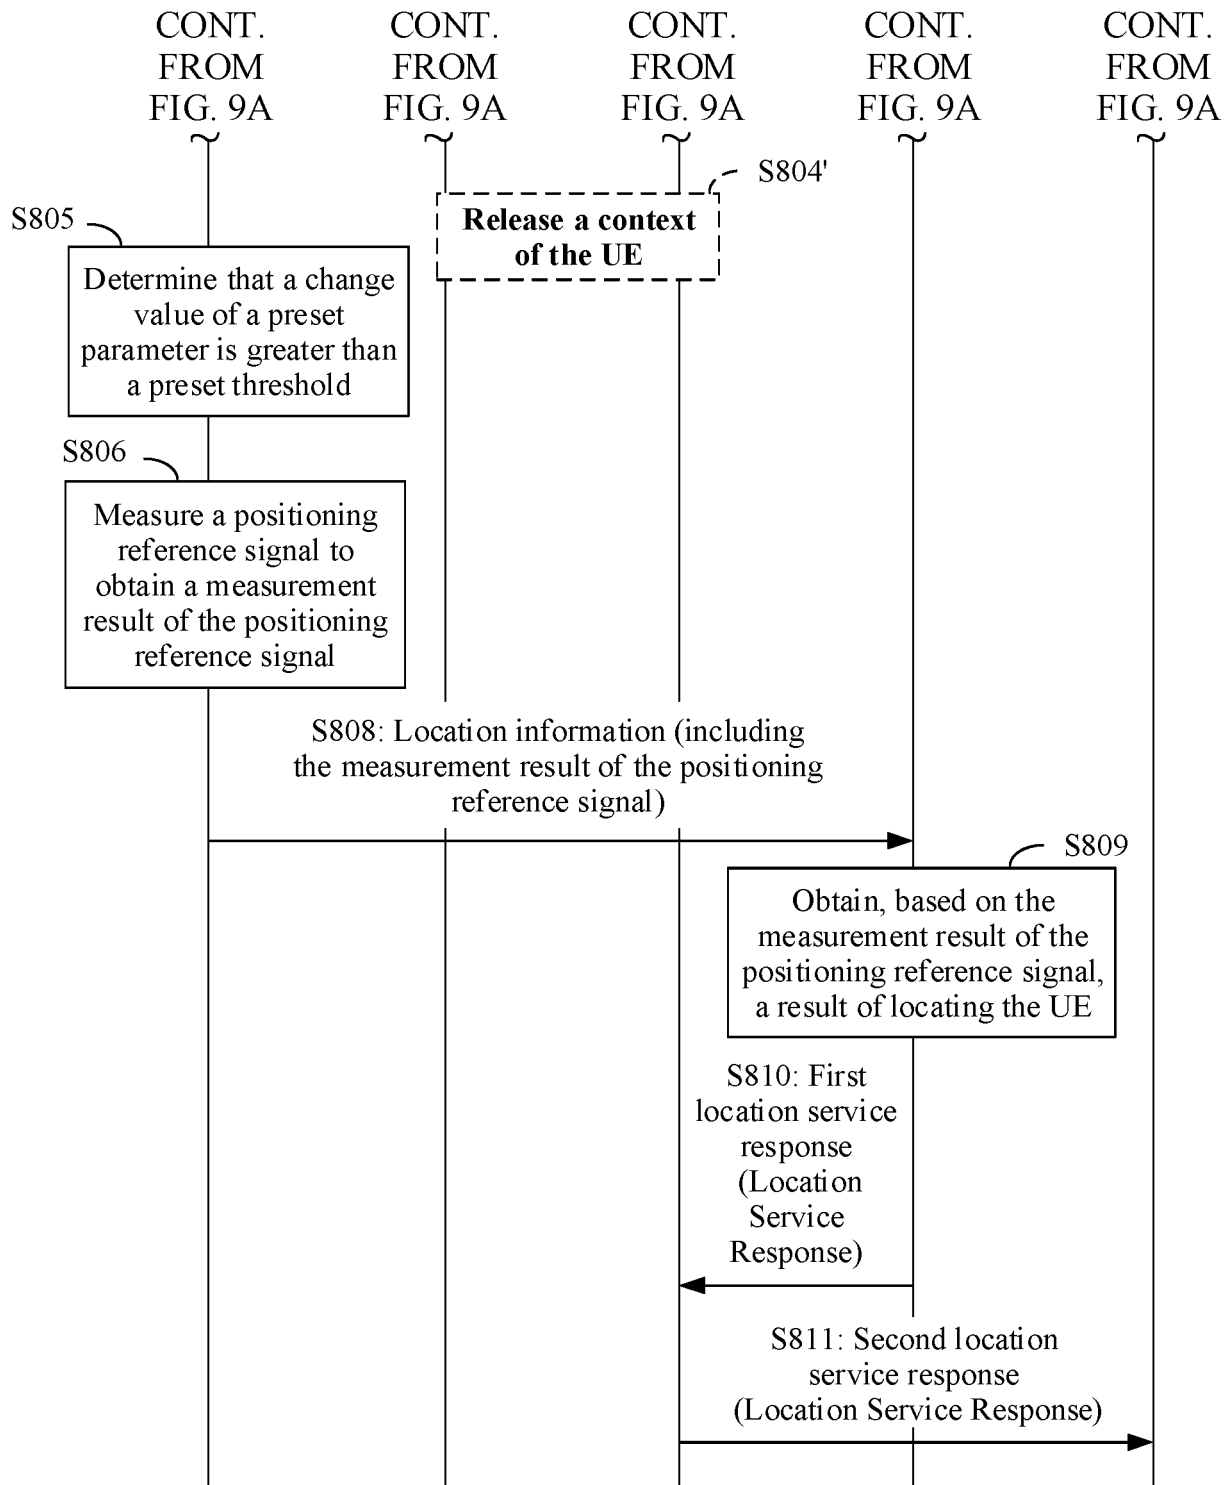 CONT.
FROM
FIG. 9A
CONT.
FROM
FIG. 9A
CONT.
FROM
FIG. 9A
CONT.
FROM
FIG. 9A
CONT.
FROM
FIG. 9A
S804'
Release a context
of the UE
S805
Determine that a change
value of a preset
parameter is greater than
a preset threshold
S806
Measure a positioning
reference signal to
obtain a measurement
result of the positioning
reference signal
S808: Location information (including
the measurement result of the positioning
reference signal)
S809
Obtain, based on the
measurement result of the
positioning reference signal,
a result of locating the UE
S810: First
location service
response
(Location
Service
Response)
S811: Second location
service response
(Location Service Response)